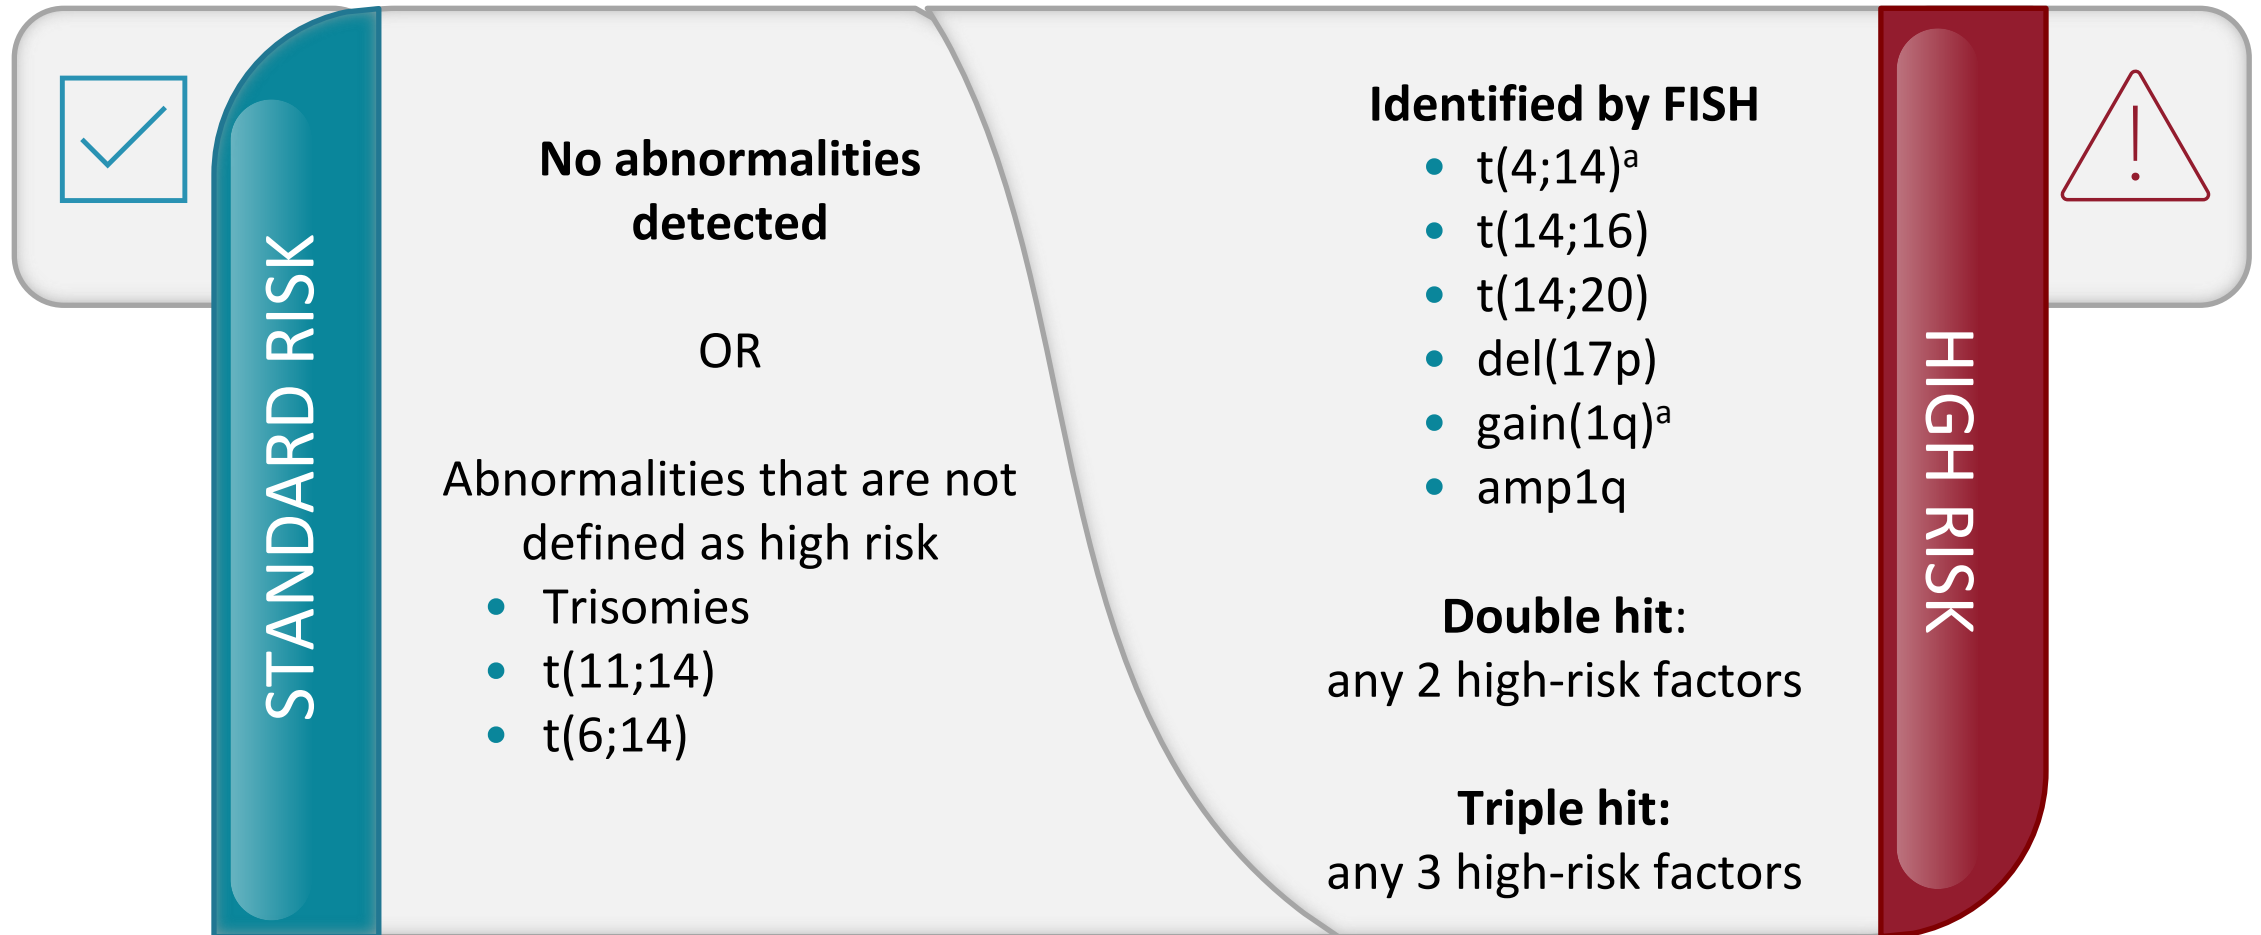 STANDARD RISK
No abnormalities
detected
OR
Abnormalities that are not
defined as high risk
• Trisomies
• t(11;14)
• t(6;14)
Identified by FISH
• t(4;14)ᵃ
• t(14;16)
• t(14;20)
• del(17p)
• gain(1q)ᵃ
• amp1q
Double hit:
any 2 high-risk factors
Triple hit:
any 3 high-risk factors
HIGH RISK